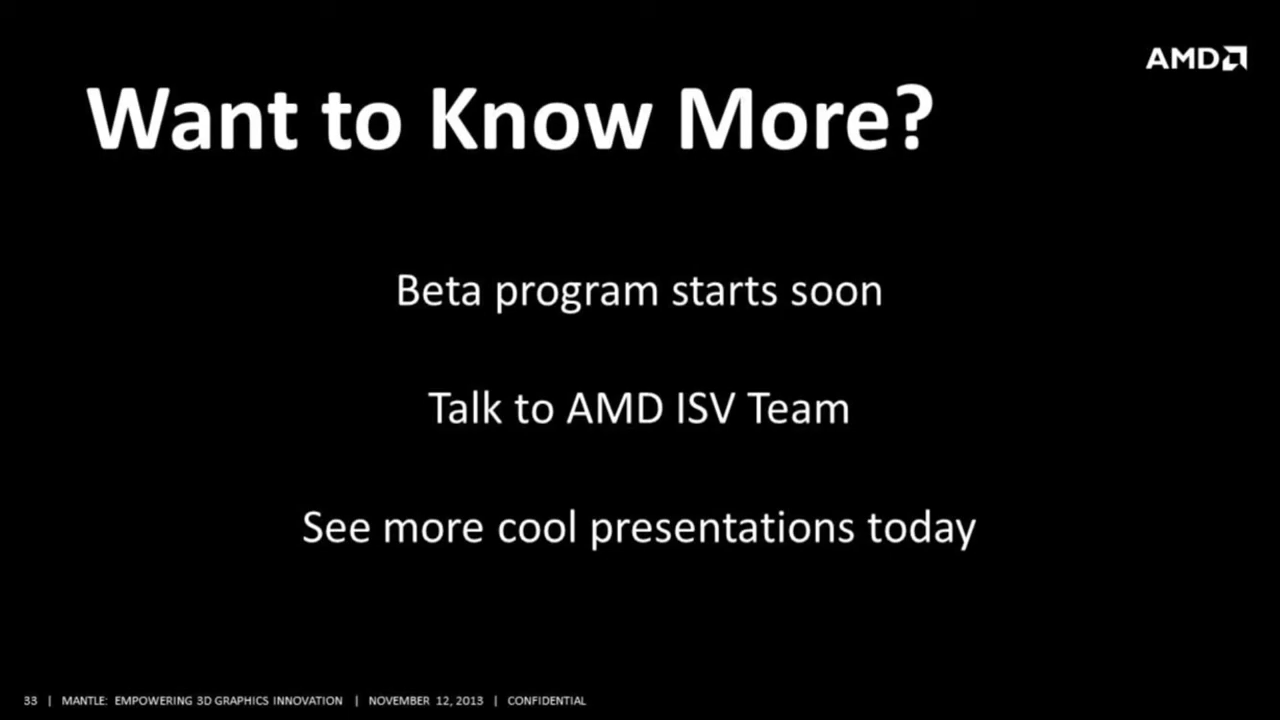 AMD
Want to Know More?
Beta program starts soon
Talk to AMD ISV Team
See more cool presentations today
33 | MANTLE: EMPOWERING 3D GRAPHICS INNOVATION | NOVEMBER 12, 2013 | CONFIDENTIAL